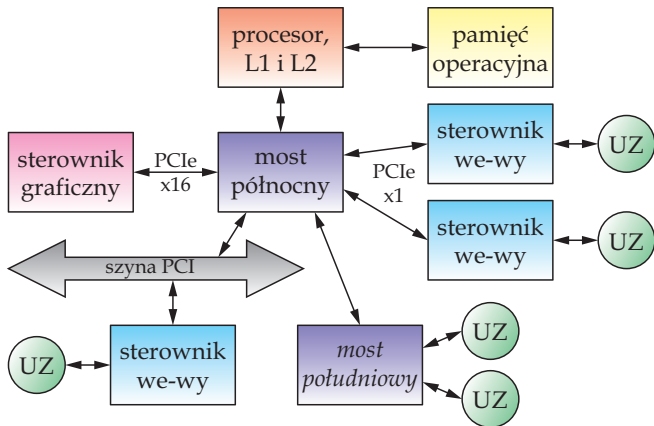 procesor,
L1 i L2
pamięć
operacyjna
sterownik
graficzny
PCIe
x16
most
północny
PCIe
x1
sterownik
we-wy
UZ
sterownik
we-wy
UZ
szyna PCI
UZ
sterownik
we-wy
most
południowy
UZ
UZ